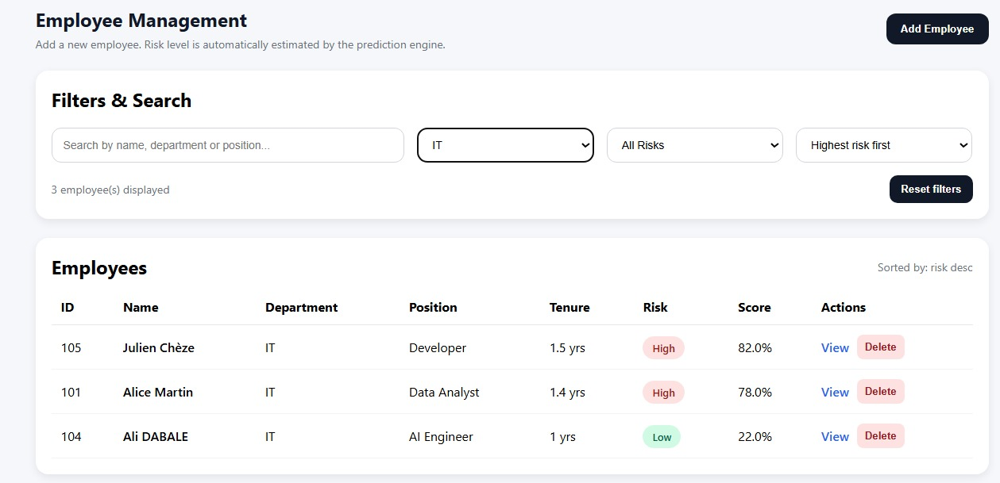 Employee Management
Add Employee
Add a new employee. Risk level is automatically estimated by the prediction engine.
Filters & Search
Search by name, department or position... IT All Risks Highest risk first
3 employee(s) displayed Reset filters
Employees Sorted by: risk desc
ID Name Department Position Tenure Risk Score Actions
105 Julien Chèze IT Developer 1.5 yrs High 82.0% View Delete
101 Alice Martin IT Data Analyst 1.4 yrs High 78.0% View Delete
104 Ali DABALE IT AI Engineer 1 yrs Low 22.0% View Delete